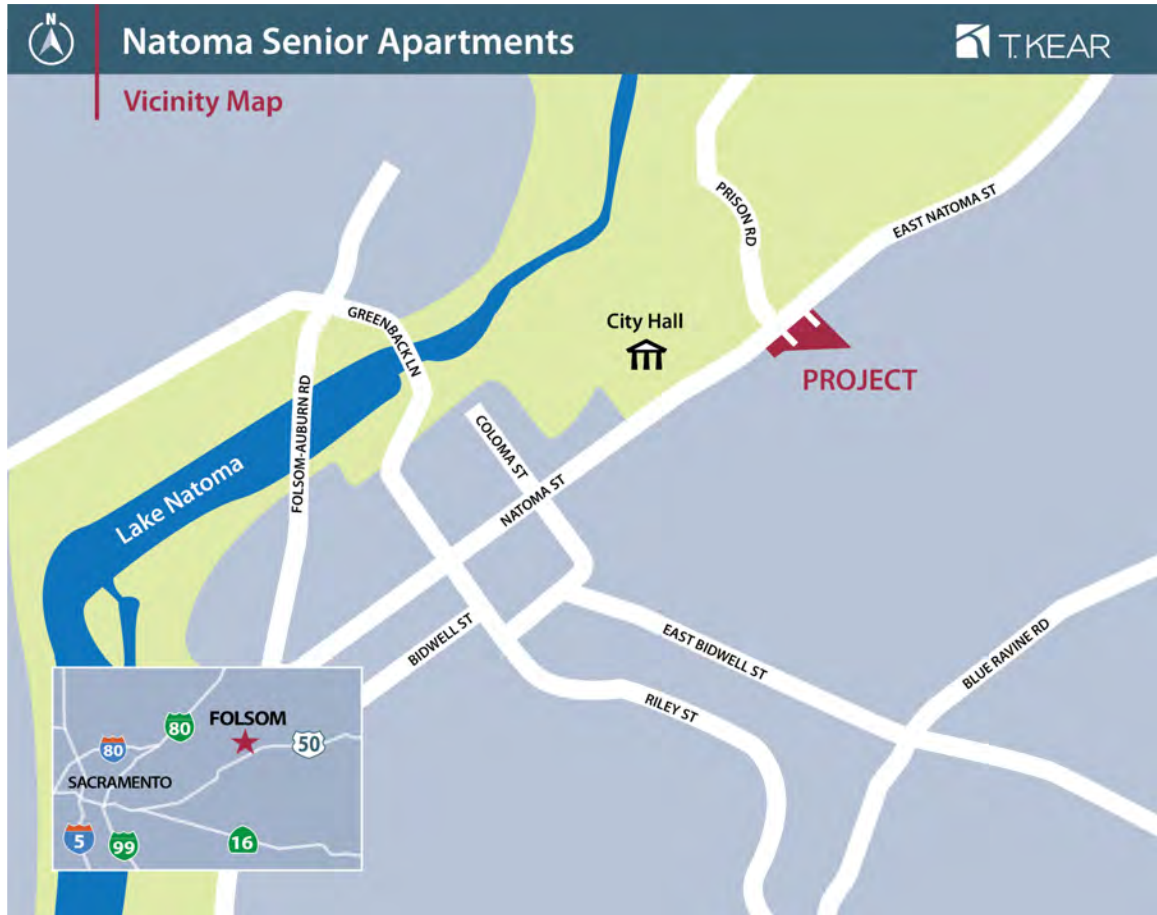 N
Natoma Senior Apartments
T.KEAR
Vicinity Map
PRISON RD
EAST NATOMA ST
GREENBACK LN
City Hall
PROJECT
FOLSOM-AUBURN RD
COLOMA ST
Lake Natoma
NATOMA ST
BIDWELL ST
EAST BIDWELL ST
BLUE RAVINE RD
RILEY ST
FOLSOM
80
50
80
SACRAMENTO
5
99
16